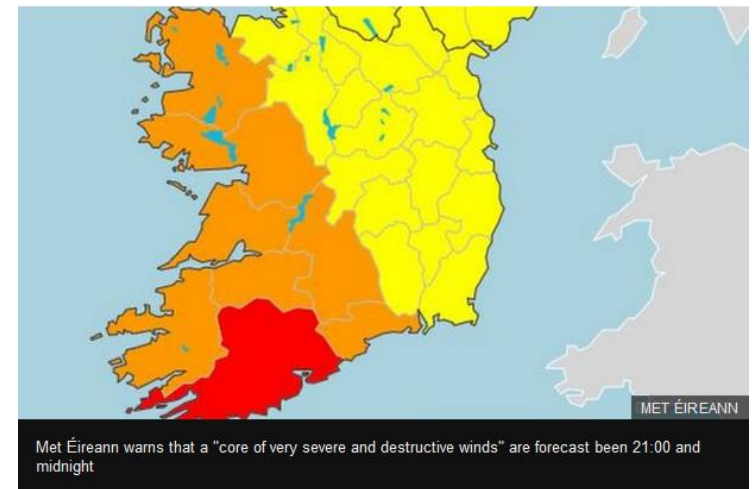 MET ÉIREANN
Met Éireann warns that a "core of very severe and destructive winds" are forecast been 21:00 and
midnight